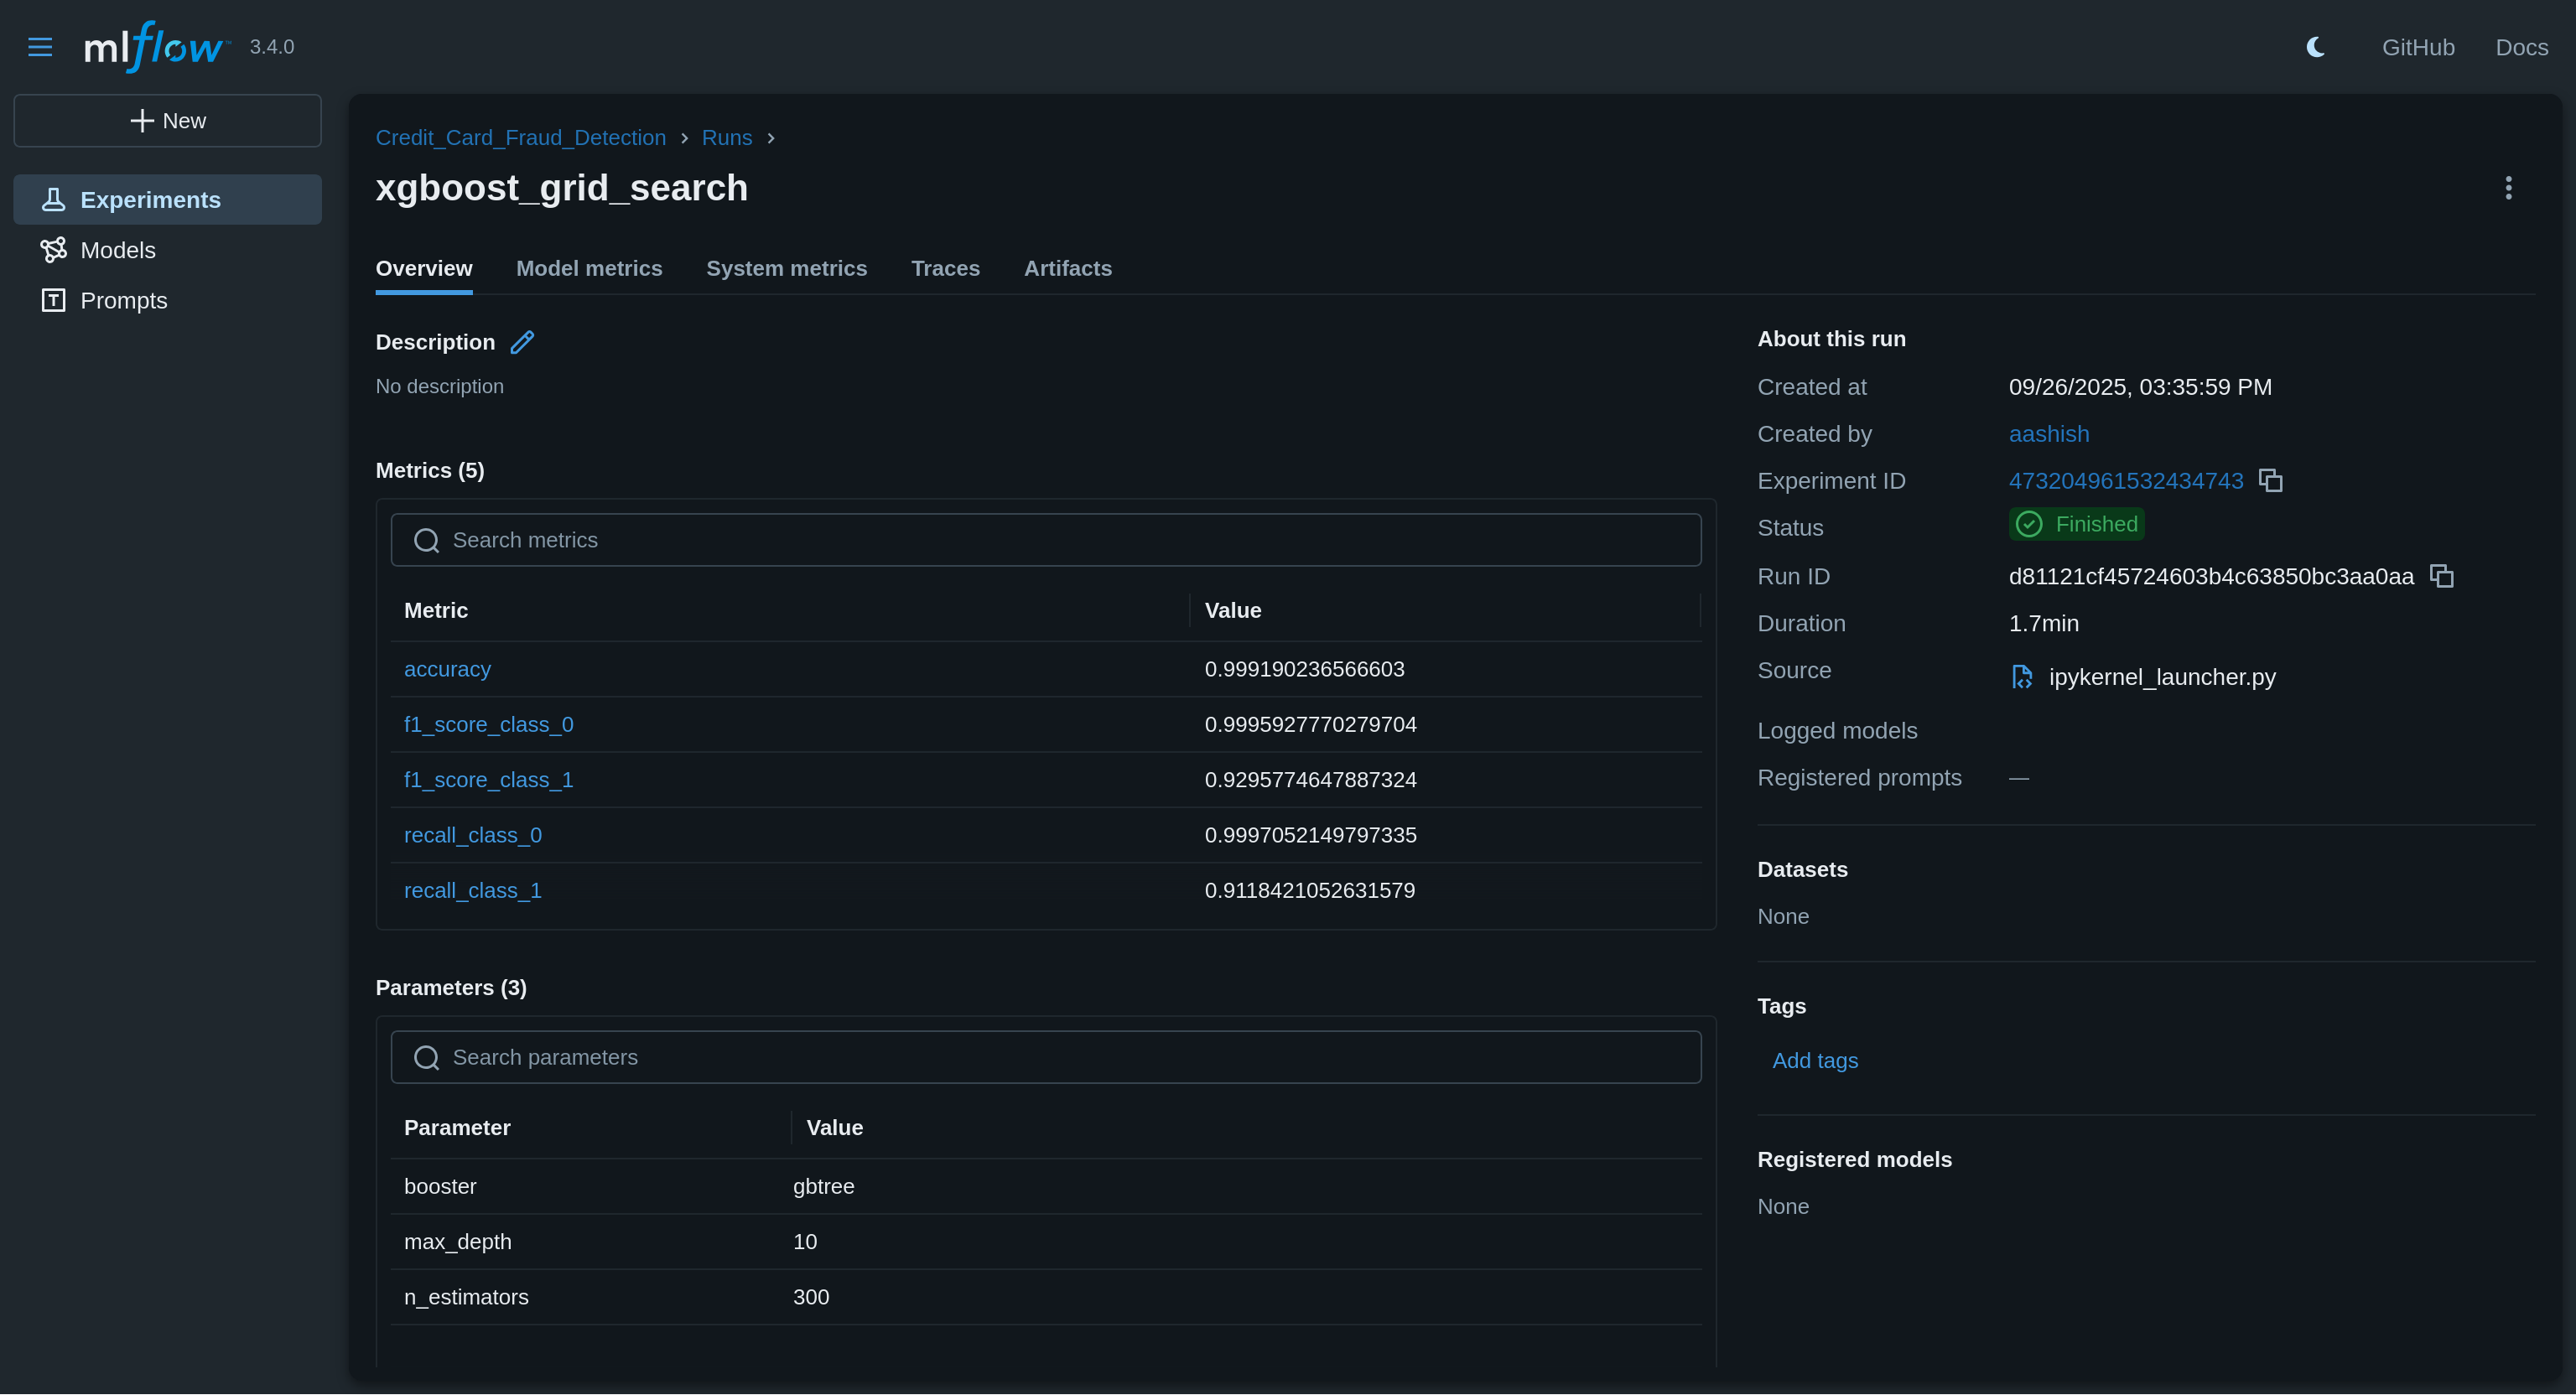 mlflow™ 3.4.0
GitHub
Docs
New
Experiments
Models
Prompts
Credit_Card_Fraud_Detection › Runs ›
xgboost_grid_search
Overview Model metrics System metrics Traces Artifacts
Description
No description
Metrics (5)
Search metrics
Metric Value
accuracy 0.999190236566603
f1_score_class_0 0.9995927770279704
f1_score_class_1 0.9295774647887324
recall_class_0 0.9997052149797335
recall_class_1 0.9118421052631579
Parameters (3)
Search parameters
Parameter Value
booster gbtree
max_depth 10
n_estimators 300
About this run
Created at 09/26/2025, 03:35:59 PM
Created by aashish
Experiment ID 473204961532434743
Status Finished
Run ID d81121cf45724603b4c63850bc3aa0aa
Duration 1.7min
Source ipykernel_launcher.py
Logged models
Registered prompts —
Datasets
None
Tags
Add tags
Registered models
None